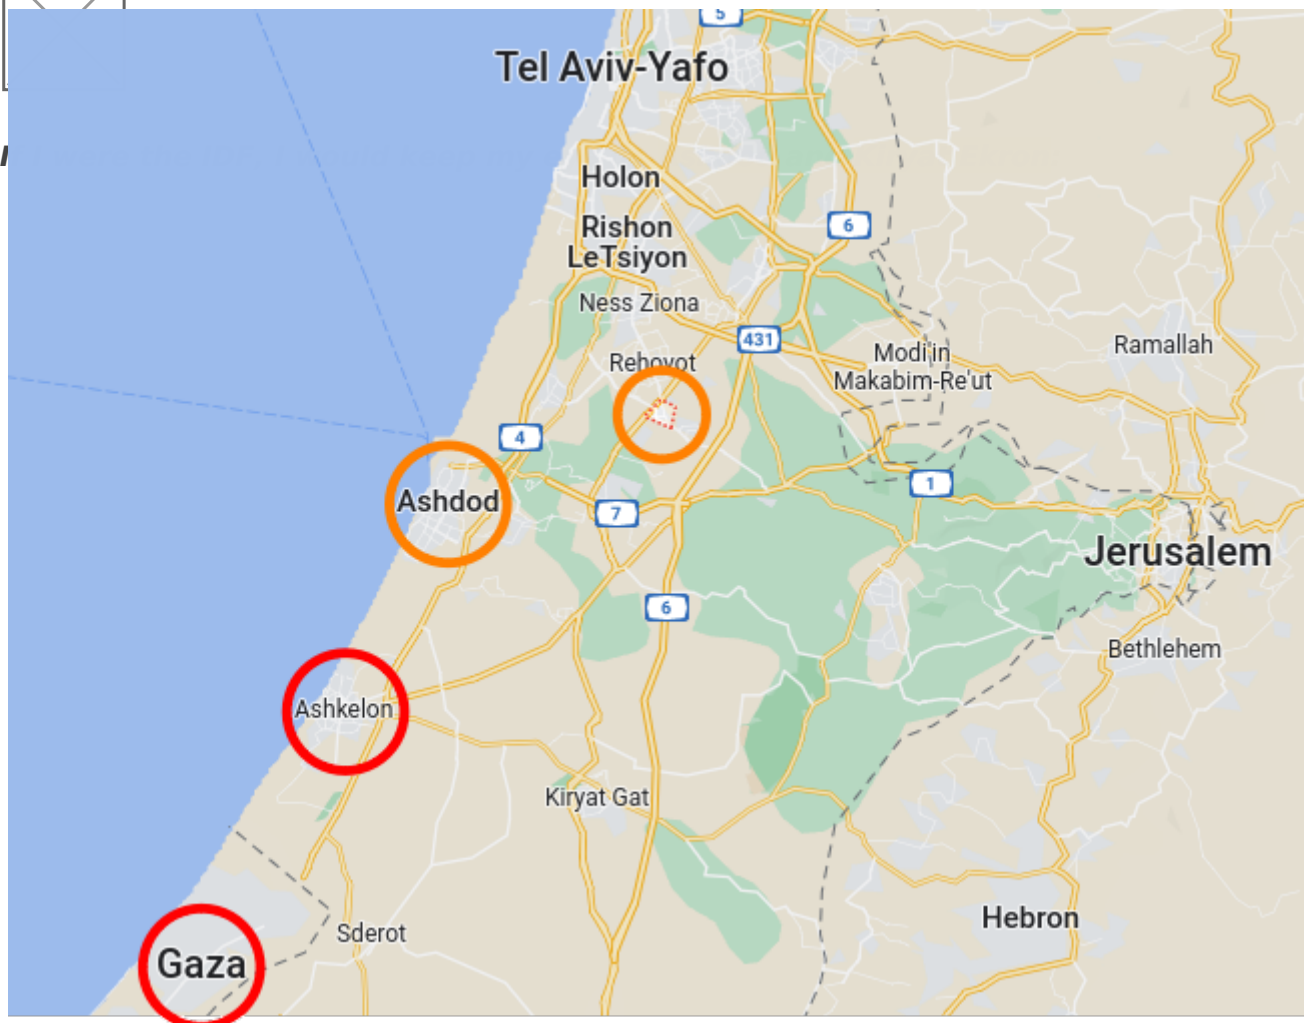 5
Tel Aviv-Yafo
Holon
6
Rishon
LeTsiyon
Ness Ziona
431
Rehovot
Modi'in
Makabim-Re'ut
Ramallah
4
1
Ashdod
7
Jerusalem
6
Bethlehem
Ashkelon
Kiryat Gat
Hebron
Sderot
Gaza